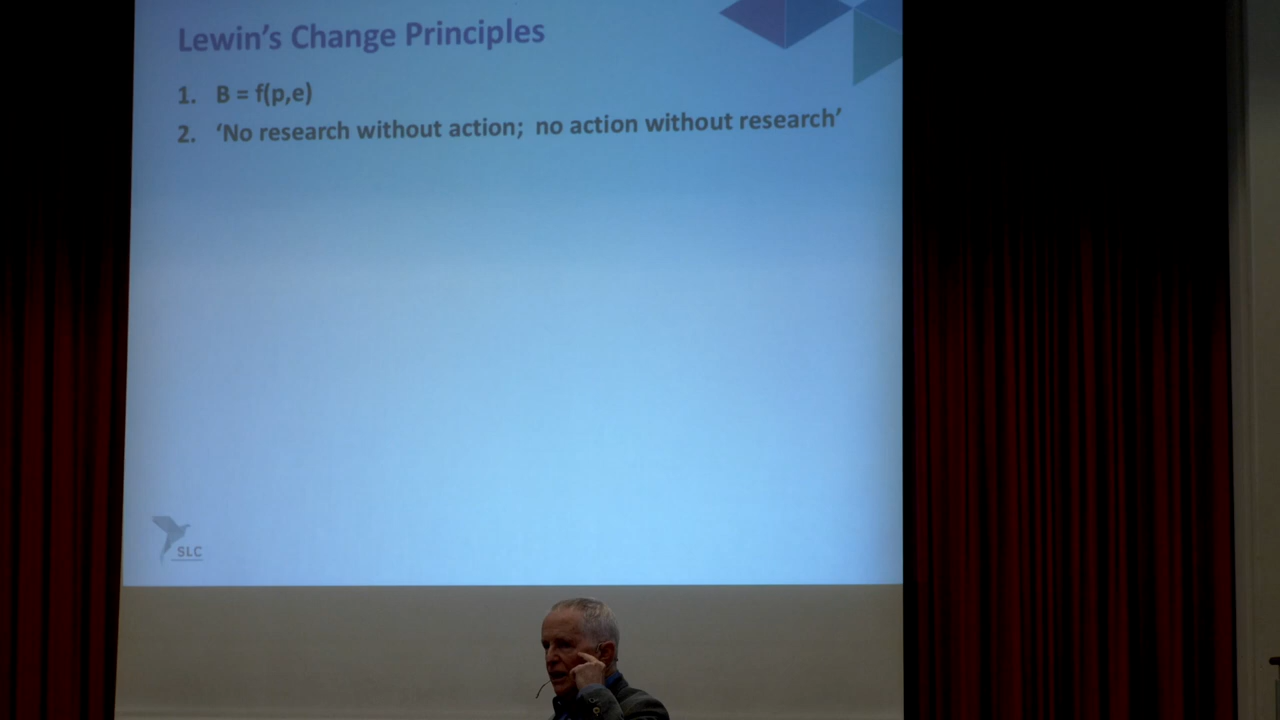 Lewin's Change Principles
1. B = f(p,e)
2. ‘No research without action; no action without research’
SLC